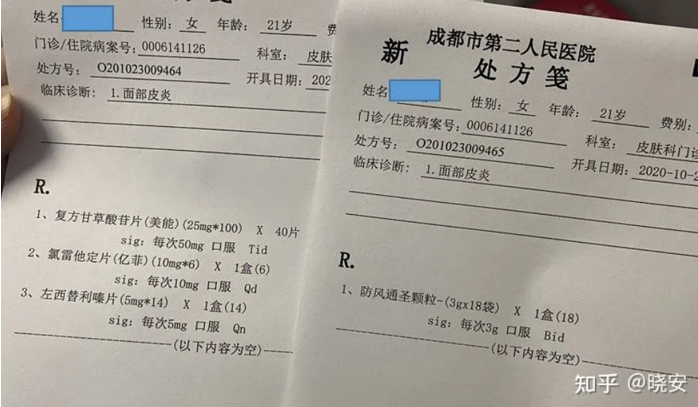 姓名 性别: 女 年龄: 21岁
门诊/住院病案号: 0006141126 科室: 皮肤
处方号: O201023009464 开具日期: 202
临床诊断: 1.面部皮炎
R.
1、复方甘草酸苷片(美能)(25mg*100) X 40片
sig: 每次50mg 口服 Tid
2、氯雷他定片(亿菲)(10mg*6) X 1盒(6)
sig: 每次10mg 口服 Qd
3、左西替利嗪片(5mg*14) X 1盒(14)
sig: 每次5mg 口服 Qn
(以下内容为空)
成都市第二人民医院
新 处方笺
姓名 性别: 女 年龄: 21岁 费别:
门诊/住院病案号: 0006141126 科室: 皮肤科门诊
处方号: O201023009465 开具日期: 2020-10-2
临床诊断: 1.面部皮炎
R.
1、防风通圣颗粒-(3gx18袋) X 1盒(18)
sig: 每次3g 口服 Bid
(以下内容为空)
知乎 @晓安